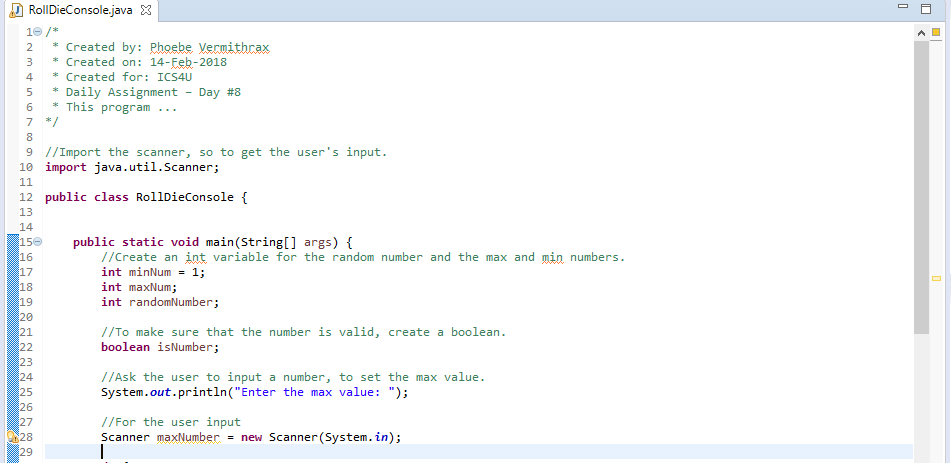 RollDieConsole.java
1 /*
2 * Created by: Phoebe Vermithrax
3 * Created on: 14-Feb-2018
4 * Created for: ICS4U
5 * Daily Assignment – Day #8
6 * This program ...
7 */
8
9 //Import the scanner, so to get the user's input.
10 import java.util.Scanner;
11
12 public class RollDieConsole {
13
14
15 public static void main(String[] args) {
16 //Create an int variable for the random number and the max and min numbers.
17 int minNum = 1;
18 int maxNum;
19 int randomNumber;
20
21 //To make sure that the number is valid, create a boolean.
22 boolean isNumber;
23
24 //Ask the user to input a number, to set the max value.
25 System.out.println("Enter the max value: ");
26
27 //For the user input
28 Scanner maxNumber = new Scanner(System.in);
29